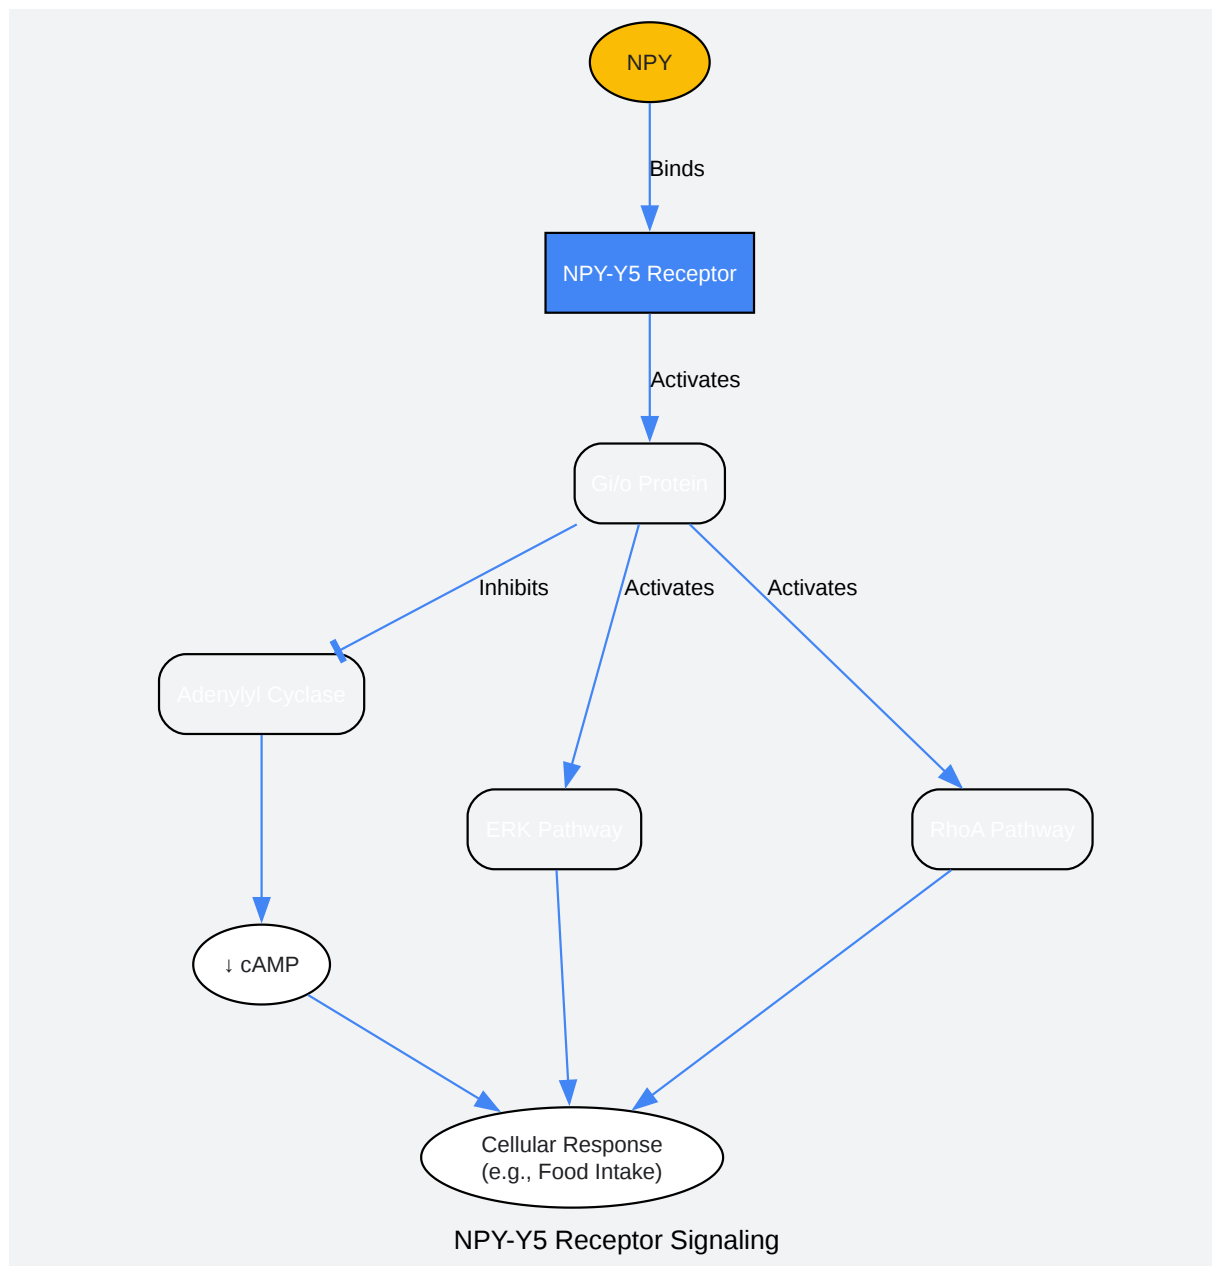 NPY
Binds
NPY-Y5 Receptor
Activates
Gi/o Protein
Inhibits
Activates
Activates
Adenylyl Cyclase
ERK Pathway
RhoA Pathway
↓ cAMP
Cellular Response
(e.g., Food Intake)
NPY-Y5 Receptor Signaling